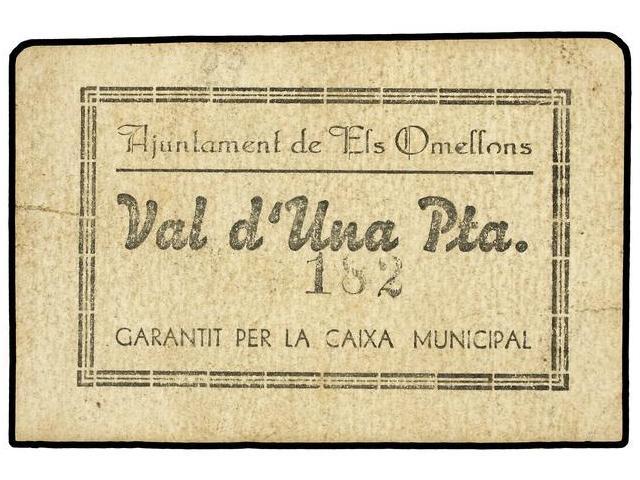 Ajuntament de Els Omellons
Val d'Una Pta.
182
GARANTIT PER LA CAIXA MUNICIPAL